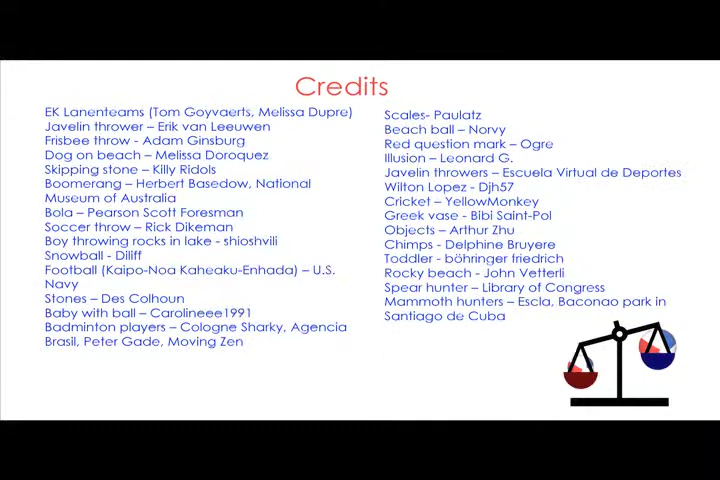 Credits
EK Lanenteams (Tom Goyvaerts, Melissa Dupre)
Javelin thrower – Erik van Leeuwen
Frisbee throw - Adam Ginsburg
Dog on beach – Melissa Doroquez
Skipping stone – Killy Ridols
Boomerang – Herbert Basedow, National
Museum of Australia
Bola – Pearson Scott Foresman
Soccer throw – Rick Dikeman
Boy throwing rocks in lake - shioshvili
Snowball - Diliff
Football (Kaipo-Noa Kaheaku-Enhada) – U.S.
Navy
Stones – Des Colhoun
Baby with ball – Carolineee1991
Badminton players – Cologne Sharky, Agencia
Brasil, Peter Gade, Moving Zen
Scales- Paulatz
Beach ball – Norvy
Red question mark – Ogre
Illusion – Leonard G.
Javelin throwers – Escuela Virtual de Deportes
Wilton Lopez - Djh57
Cricket – YellowMonkey
Greek vase - Bibi Saint-Pol
Objects – Arthur Zhu
Chimps - Delphine Bruyere
Toddler - böhringer friedrich
Rocky beach - John Vetterli
Spear hunter – Library of Congress
Mammoth hunters – Escla, Baconao park in
Santiago de Cuba